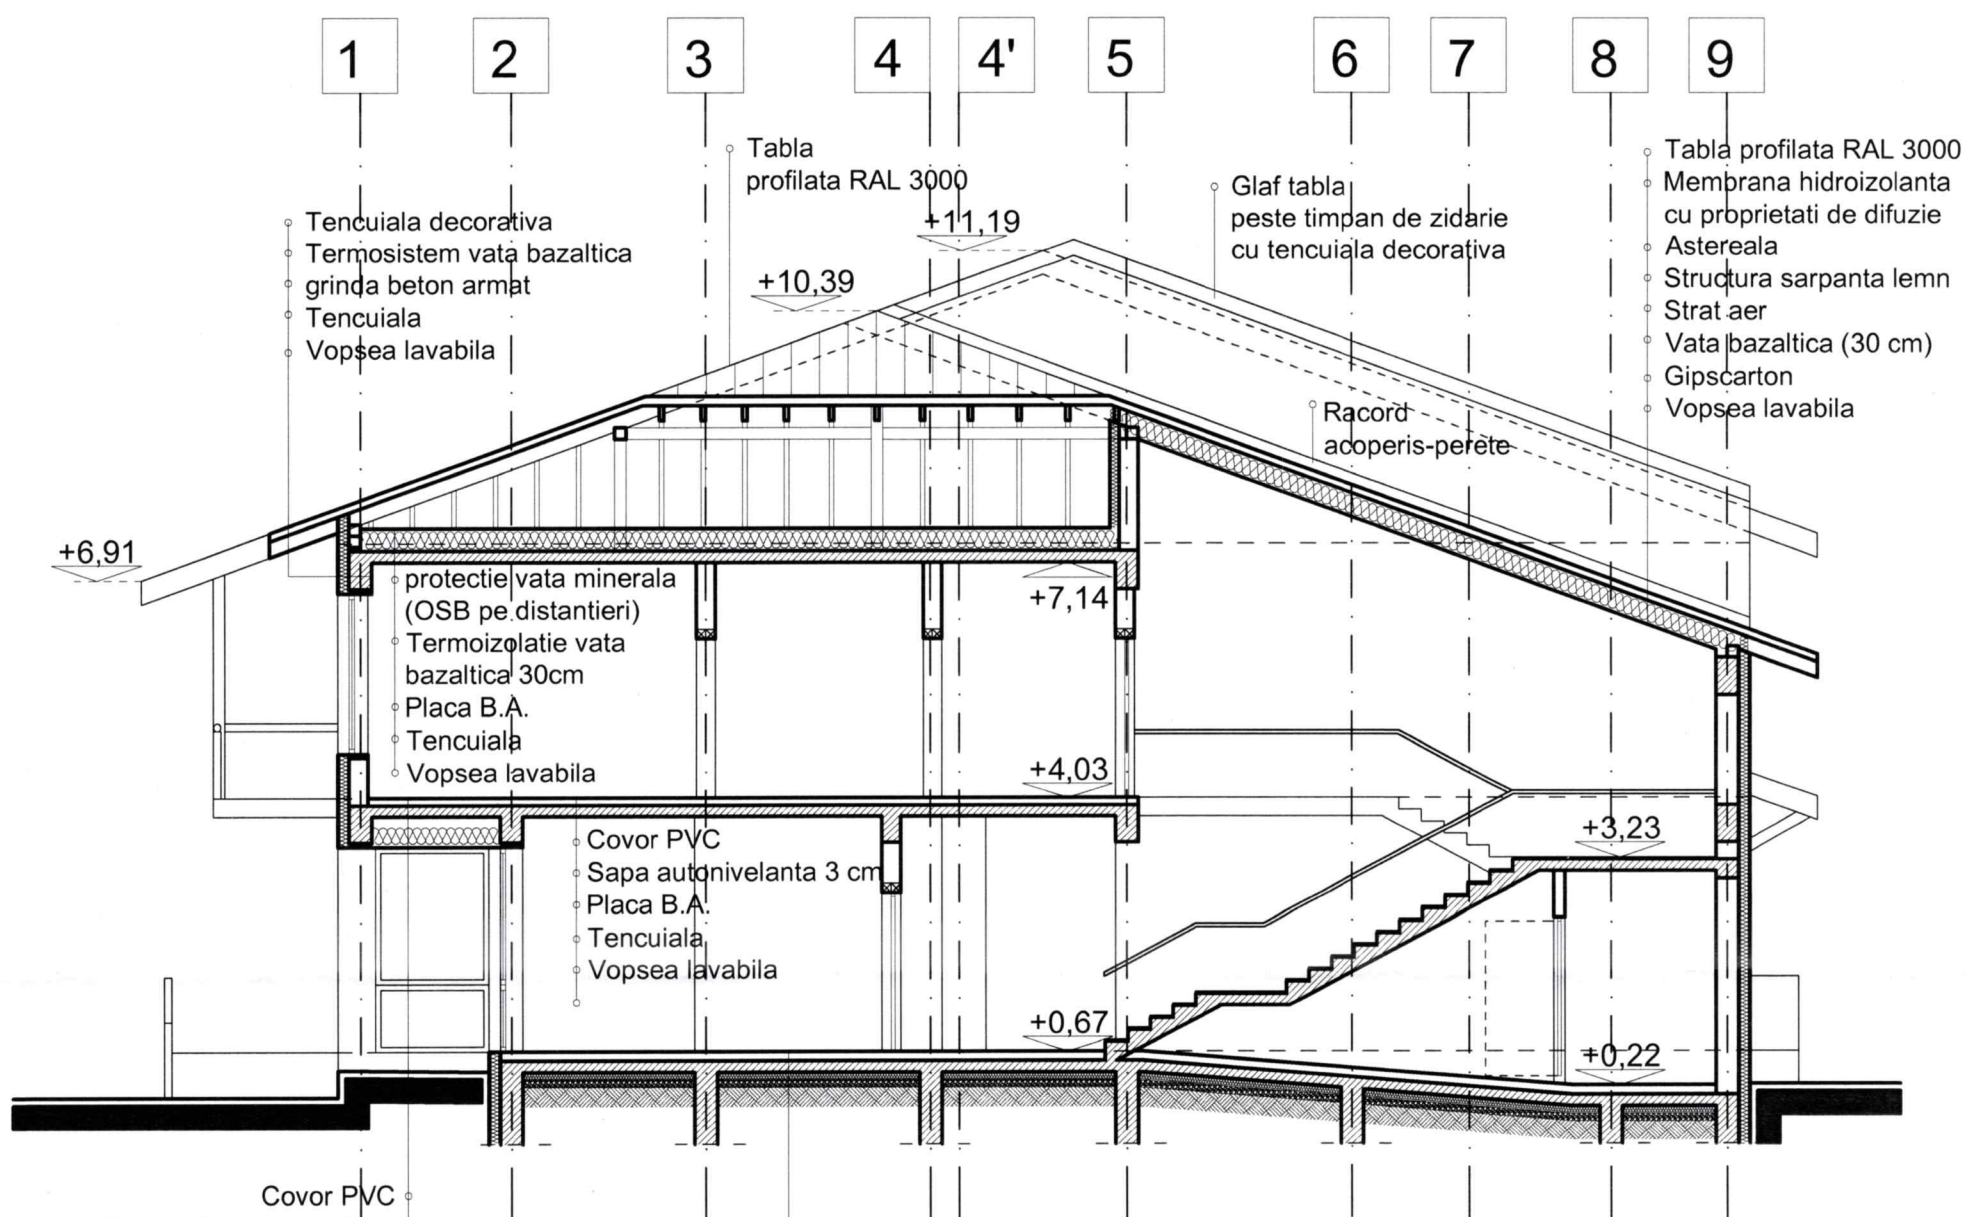 1 2 3 4 4' 5 6 7 8 9
Tabla
profilata RAL 3000
Tencuiala decorativa
Termosistem vata bazaltica
grinda beton armat
Tencuiala
Vopsea lavabila
+11,19
+10,39
Glaf tabla
peste timpan de zidarie
cu tencuiala decorativa
Tabla profilata RAL 3000
Membrana hidroizolanta
cu proprietati de difuzie
Astereala
Structura sarpanta lemn
Strat aer
Vata bazaltica (30 cm)
Gipscarton
Vopsea lavabila
Racord
acoperis-perete
+6,91
protectie vata minerala
(OSB pe distantieri)
Termoizolatie vata
bazaltica 30cm
Placa B.A.
Tencuiala
Vopsea lavabila
+7,14
+4,03
+3,23
Covor PVC
Sapa autonivelanta 3 cm
Placa B.A.
Tencuiala
Vopsea lavabila
+0,67
+0,22
Covor PVC